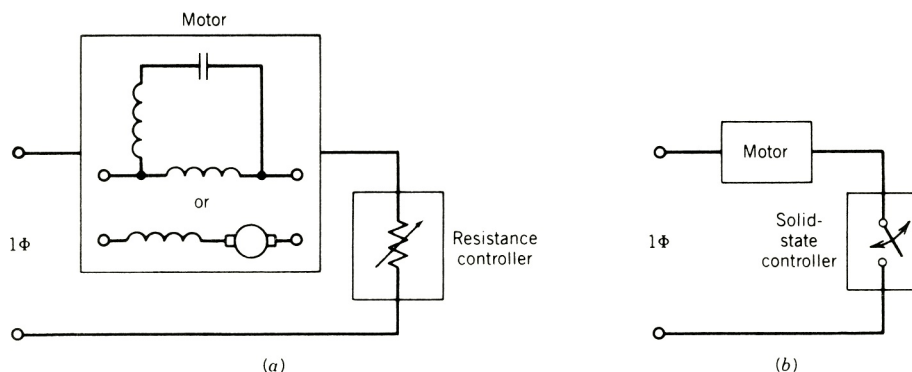 Motor
or
1Φ
Resistance
controller
(a)
Motor
1Φ
Solid-
state
controller
(b)